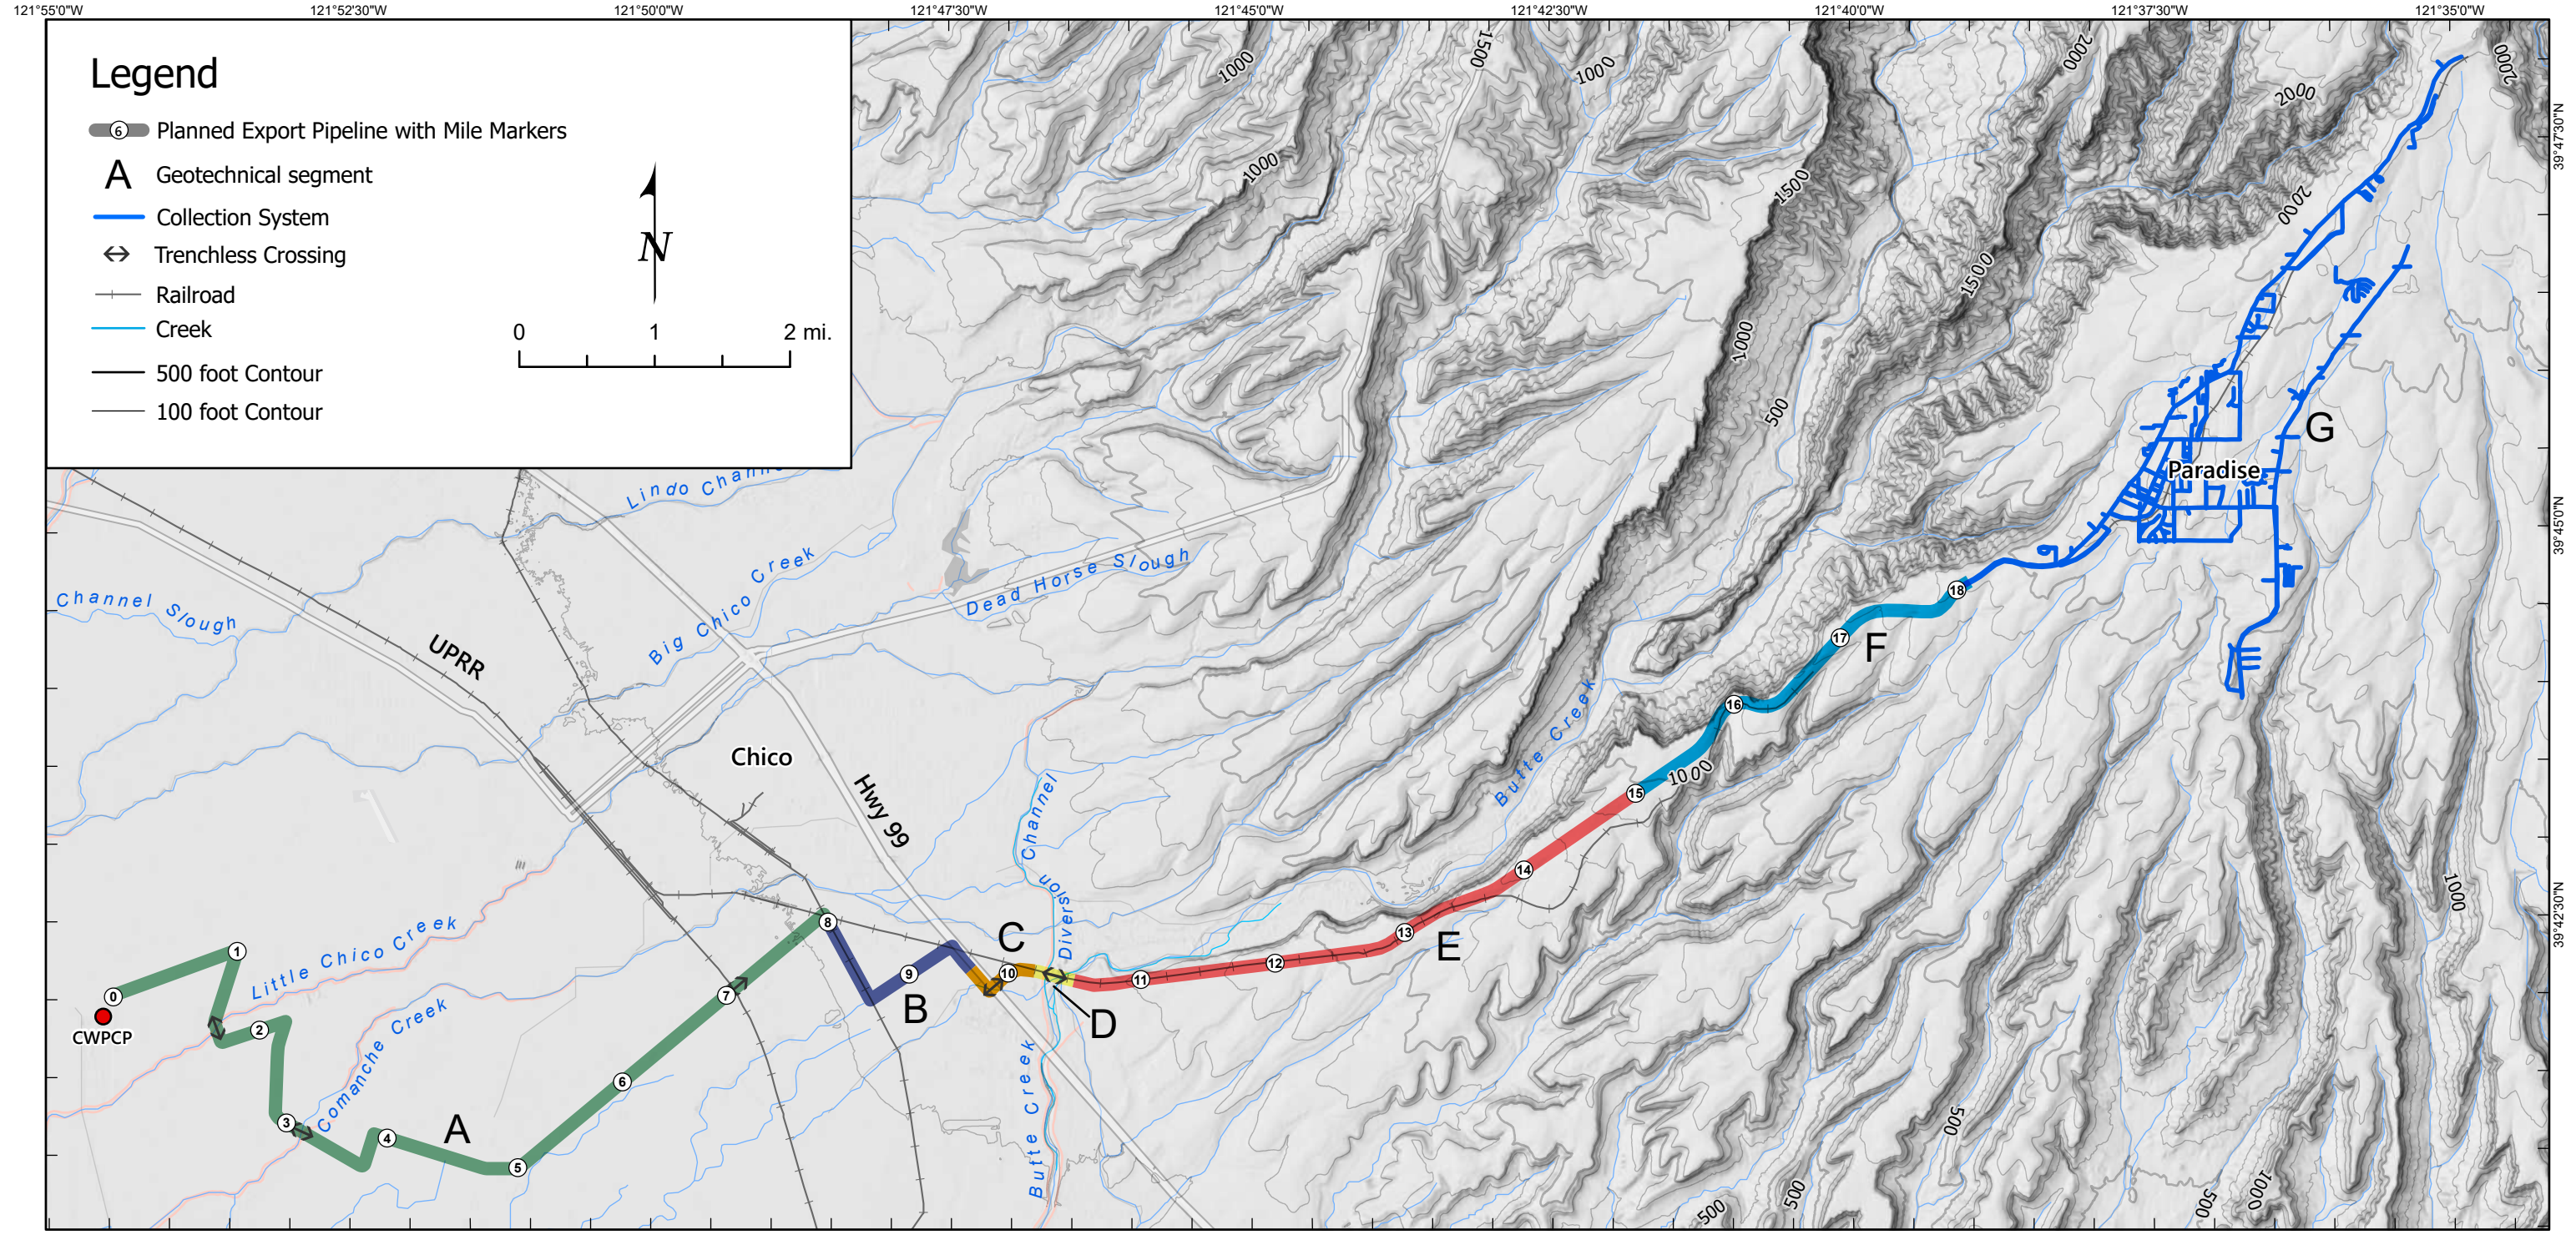 121°55'0"W
121°52'30"W
121°50'0"W
121°47'30"W
121°45'0"W
121°42'30"W
121°40'0"W
121°37'30"W
121°35'0"W
Legend
6 Planned Export Pipeline with Mile Markers
A Geotechnical segment
Collection System
Trenchless Crossing
Railroad
Creek
500 foot Contour
100 foot Contour
N
0 1 2 mi.
1000
1500
1000
2000
2000
2000
1000
1500
2000
1500
1000
500
39°47'30"N
39°45'0"N
39°42'30"N
G
Paradise
Lindo Channe
Big Chico Creek
Dead Horse Slough
Channel Slough
UPRR
Chico
Hwy 99
Diversion Channel
Butte Creek
18
17
F
16
1000
15
14
13
E
12
11
C
10
D
9
B
8
7
6
5
A
4
3
2
1
0
CWPCP
Little Chico Creek
Comanche Creek
Butte Creek
1000
500
500
500
500
1000